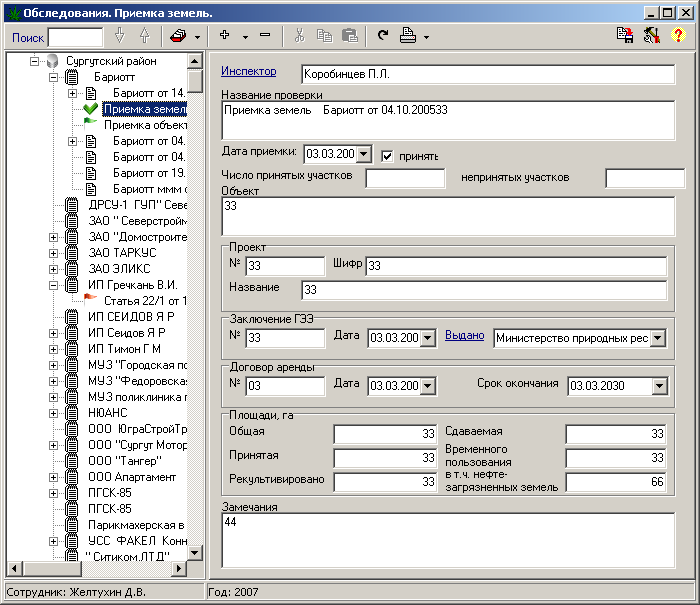 Обследования. Приемка земель.
Поиск
Сургутский район
Бариотт
Бариотт от 14.
Приемка земель
Приемка объект
Бариотт от 04.
Бариотт от 04.
Бариотт от 19.
Бариотт ммм с
ДРСУ-1 ГУП" Севе
ЗАО " Северстройм
ЗАО "Домостроите
ЗАО ТАРКУС
ЗАО ЭЛИКС
ИП Гречкань В.И.
Статья 22/1 от 1
ИП СЕИДОВ Я Р
ИП Сеидов Я Р
ИП Тимон Г М
МУЗ "Городская по
МУЗ "Федоровская
МУЗ поликлиника г
НЮАНС
ООО ЮграСтройТр
ООО "Сургут Мотор
ООО "Тангер"
ООО Апартамент
ПГСК-85
ПГСК-85
Парикмахерская в
УСС ФАКЕЛ Конн
"Ситиком.ЛТД"
Инспектор Коробинцев П.Л.
Название проверки
Приемка земель Бариотт от 04.10.200533
Дата приемки: 03.03.200 принять
Число принятых участков непринятых участков
Объект
33
Проект
№ 33 Шифр 33
Название 33
Заключение ГЭЭ
№ 33 Дата 03.03.200 Выдано Министерство природных рес
Договор аренды
№ 03 Дата 03.03.200 Срок окончания 03.03.2030
Площади, га
Общая 33 Сдаваемая 33
Принятая 33 Временного пользования 33
Рекультивировано 33 в т.ч. нефте-
загрязненных земель 66
Замечания
44
Сотрудник: Желтухин Д.В. Год: 2007